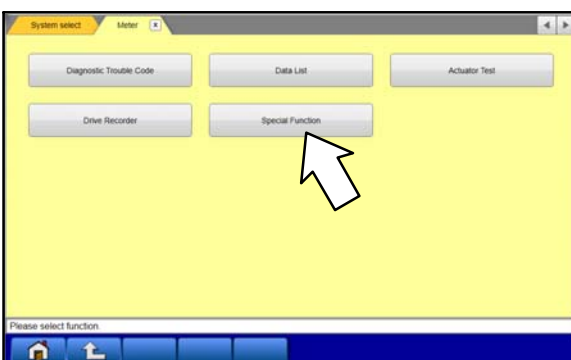 System select
Meter
Diagnostic Trouble Code
Data List
Actuator Test
Drive Recorder
Special Function
Please select function.